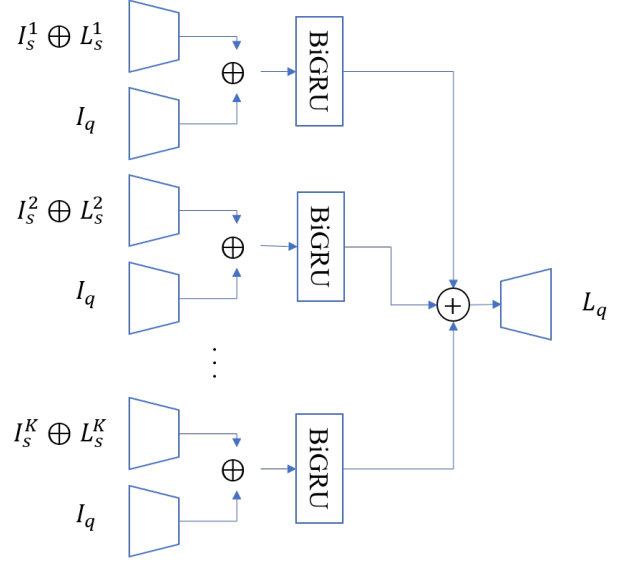 I_s^1 ⊕ L_s^1
⊕
BiGRU
I_q
I_s^2 ⊕ L_s^2
⊕
BiGRU
I_q
+
L_q
⋮
I_s^K ⊕ L_s^K
⊕
BiGRU
I_q